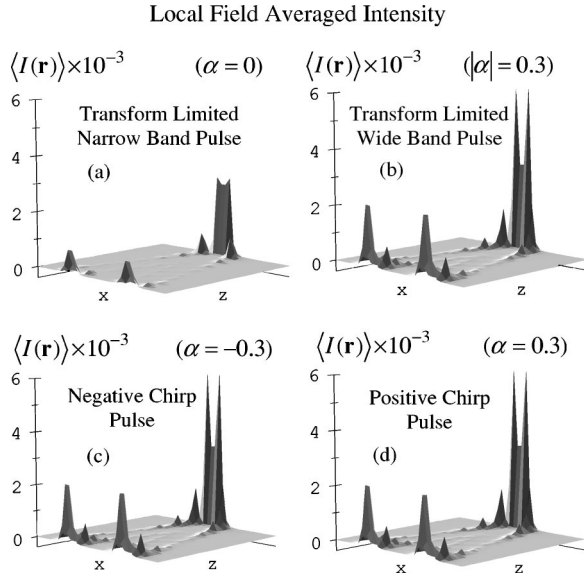 Local Field Averaged Intensity
⟨I(r)⟩×10⁻³ (α = 0)
6
Transform Limited
Narrow Band Pulse
4
(a)
2
0
x
z
⟨I(r)⟩×10⁻³ (|α| = 0.3)
6
Transform Limited
Wide Band Pulse
4
(b)
2
0
x
z
⟨I(r)⟩×10⁻³ (α = −0.3)
6
Negative Chirp
Pulse
4
(c)
2
0
x
z
⟨I(r)⟩×10⁻³ (α = 0.3)
6
Positive Chirp
Pulse
4
(d)
2
0
x
z